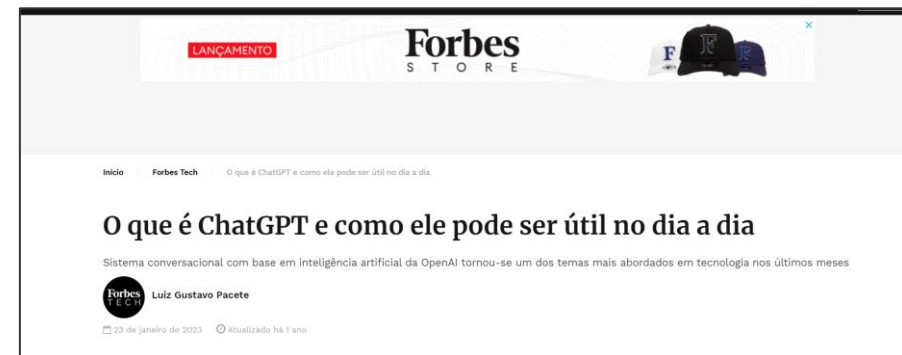 LANÇAMENTO
Forbes
STORE
F
F
Início / Forbes Tech / O que é ChatGPT e como ele pode ser útil no dia a dia
O que é ChatGPT e como ele pode ser útil no dia a dia
Sistema conversacional com base em inteligência artificial da OpenAI tornou-se um dos temas mais abordados em tecnologia nos últimos meses
Forbes
TECH
Luiz Gustavo Pacete
23 de janeiro de 2023 Atualizado há 1 ano